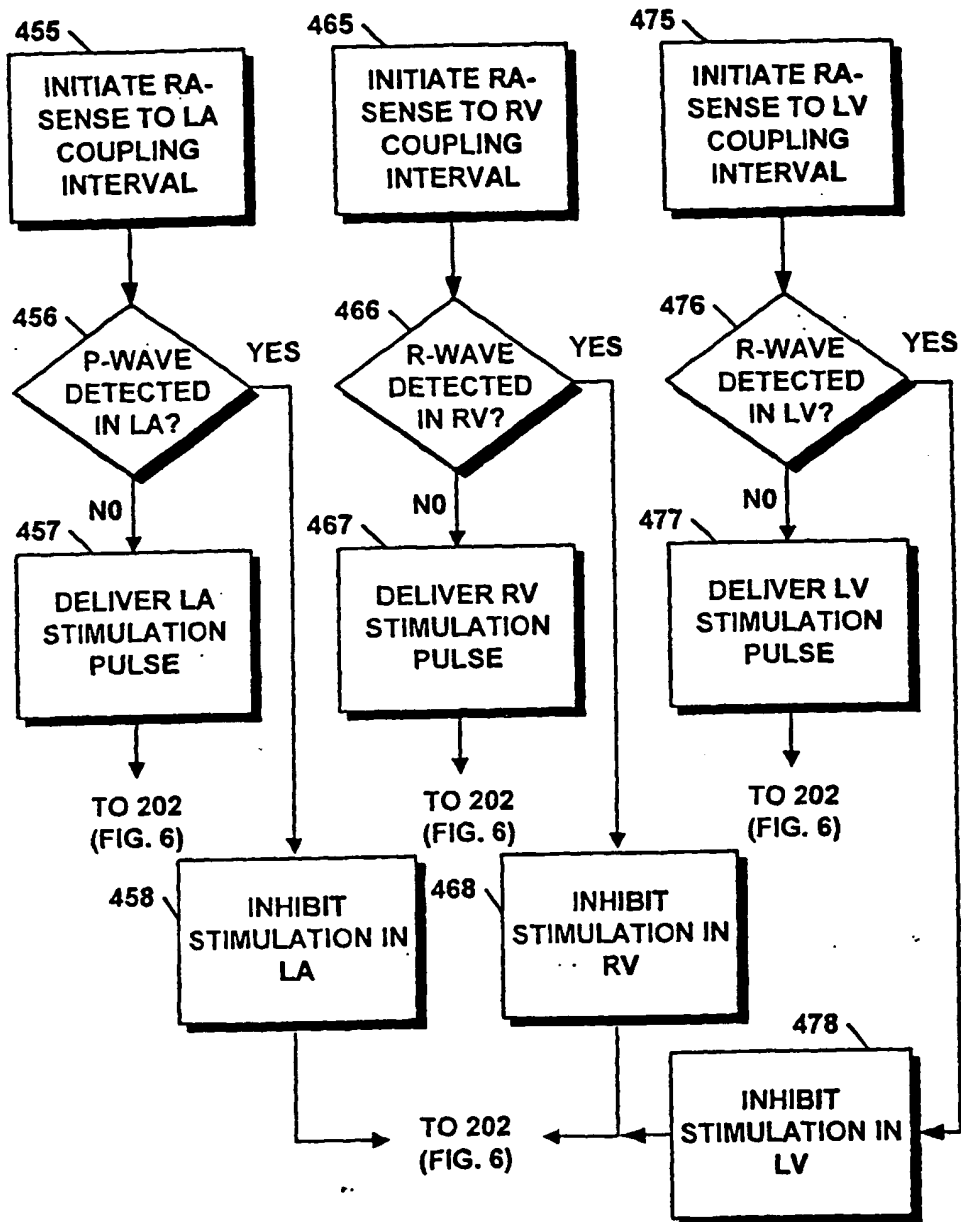 455
INITIATE RA-
SENSE TO LA
COUPLING
INTERVAL
456
P-WAVE
DETECTED
IN LA?
YES
NO
457
DELIVER LA
STIMULATION
PULSE
TO 202
(FIG. 6)
458
INHIBIT
STIMULATION IN
LA
465
INITIATE RA-
SENSE TO RV
COUPLING
INTERVAL
466
R-WAVE
DETECTED
IN RV?
YES
NO
467
DELIVER RV
STIMULATION
PULSE
TO 202
(FIG. 6)
468
INHIBIT
STIMULATION IN
RV
475
INITIATE RA-
SENSE TO LV
COUPLING
INTERVAL
476
R-WAVE
DETECTED
IN LV?
YES
NO
477
DELIVER LV
STIMULATION
PULSE
TO 202
(FIG. 6)
478
INHIBIT
STIMULATION IN
LV
TO 202
(FIG. 6)